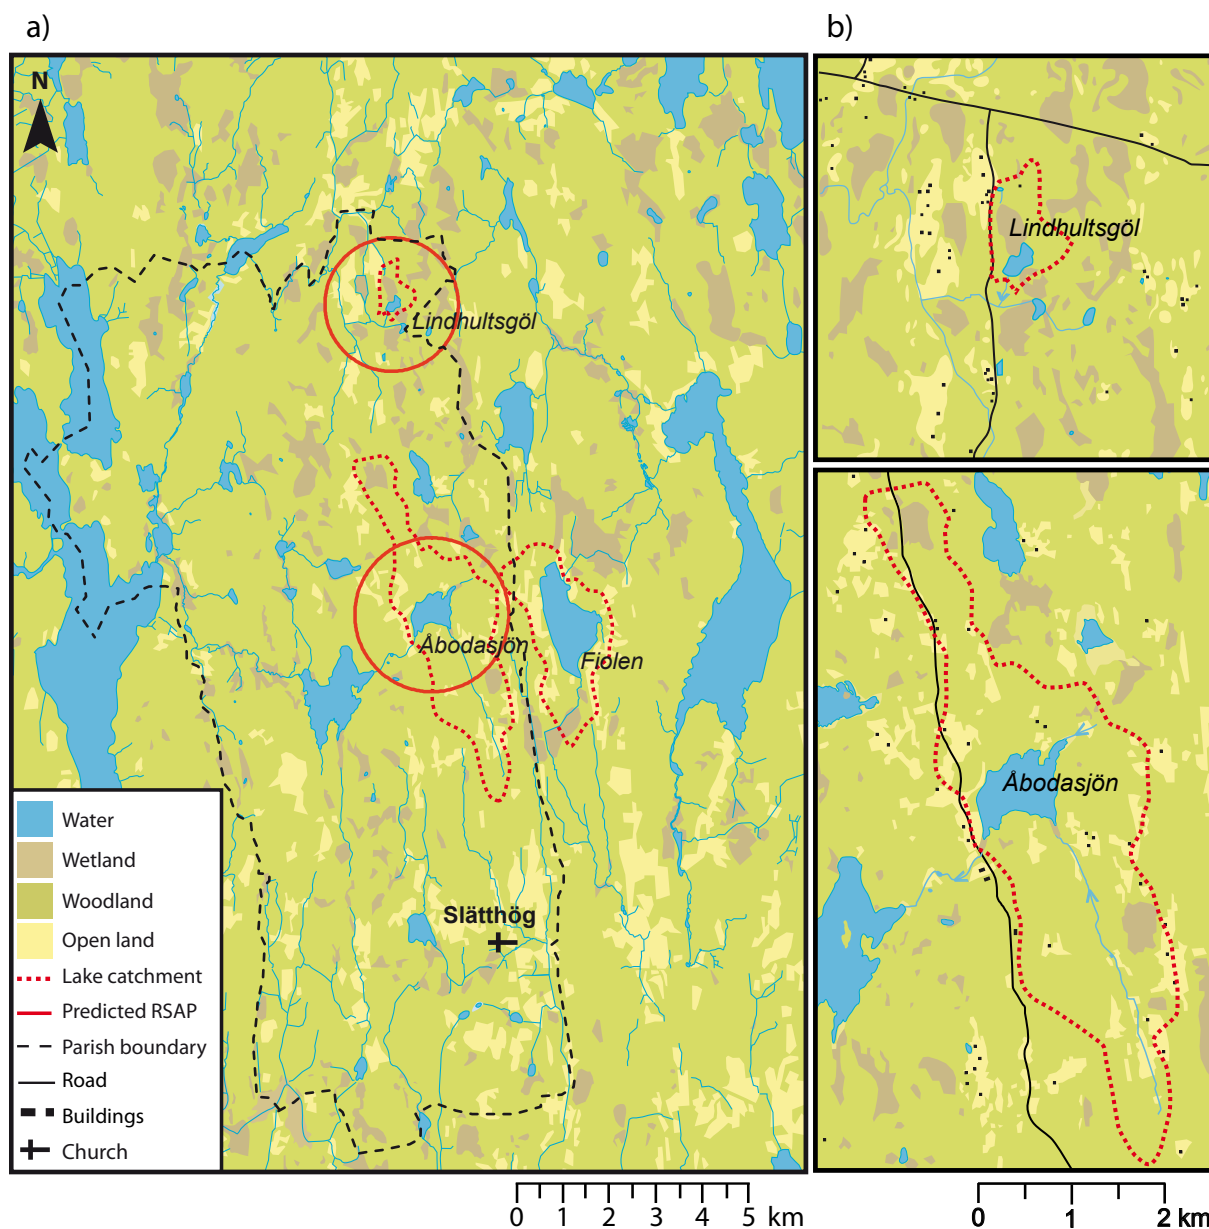 a)
N
Lindhultsgöl
Åbodasjön
Fiolen
Slätthög
Water
Wetland
Woodland
Open land
Lake catchment
Predicted RSAP
Parish boundary
Road
Buildings
Church
0 1 2 3 4 5 km
b)
Lindhultsgöl
Åbodasjön
0 1 2 km